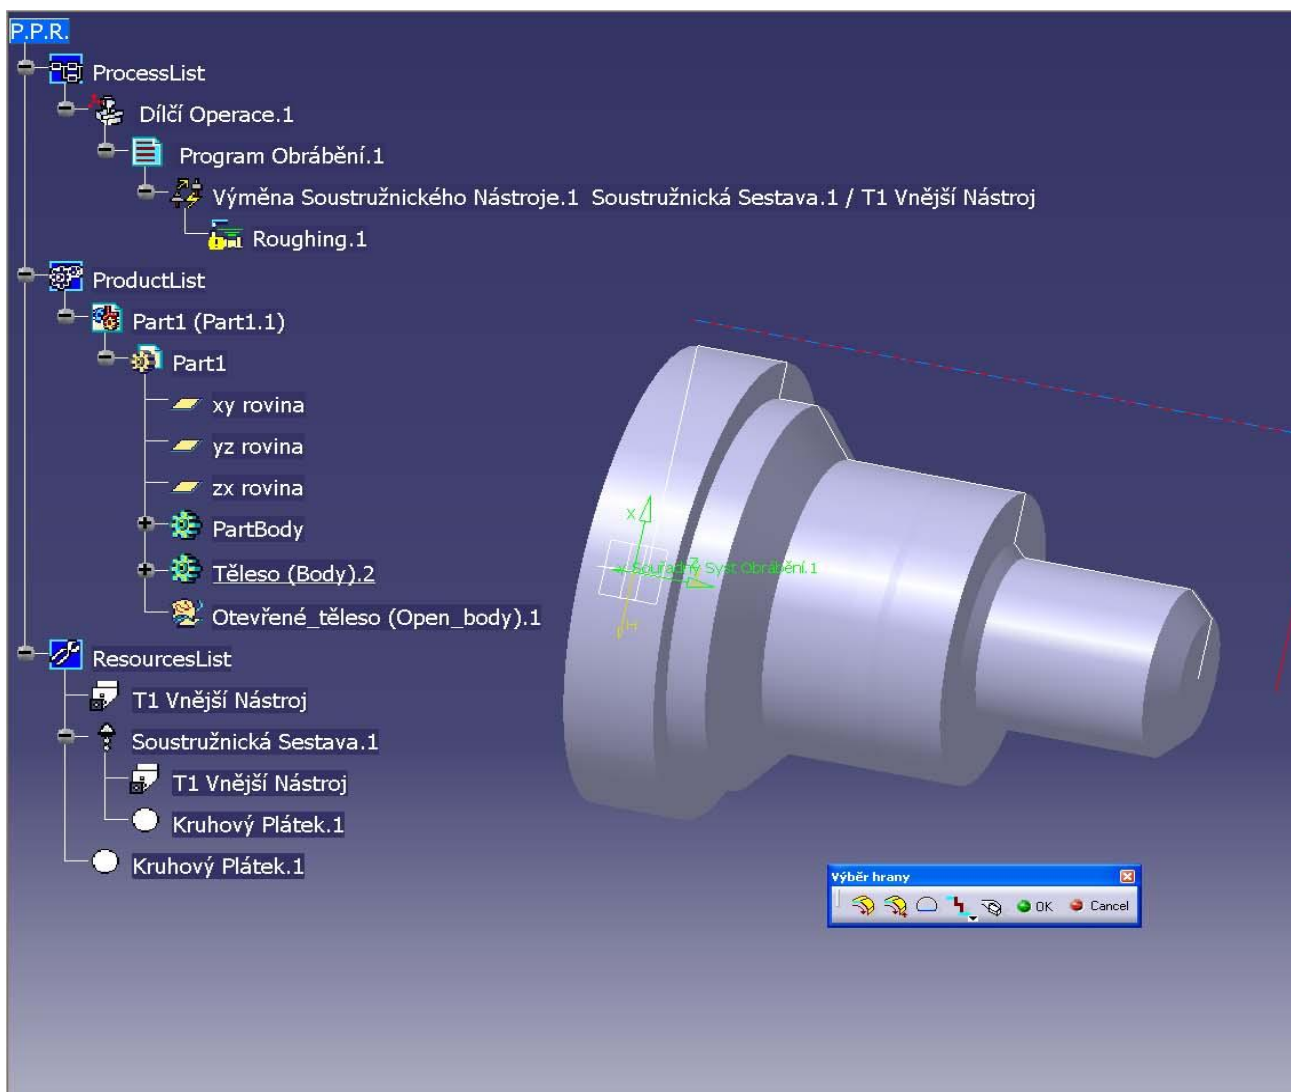 P.P.R.
ProcessList
Dílčí Operace.1
Program Obrábění.1
Výměna Soustružnického Nástroje.1 Soustružnická Sestava.1 / T1 Vnější Nástroj
Roughing.1
ProductList
Part1 (Part1.1)
Part1
xy rovina
yz rovina
zx rovina
PartBody
Těleso (Body).2
Otevřené_těleso (Open_body).1
ResourcesList
T1 Vnější Nástroj
Soustružnická Sestava.1
T1 Vnější Nástroj
Kruhový Plátek.1
Kruhový Plátek.1
X
Souřadný Syst Obrábění.1
Výběr hrany
OK
Cancel